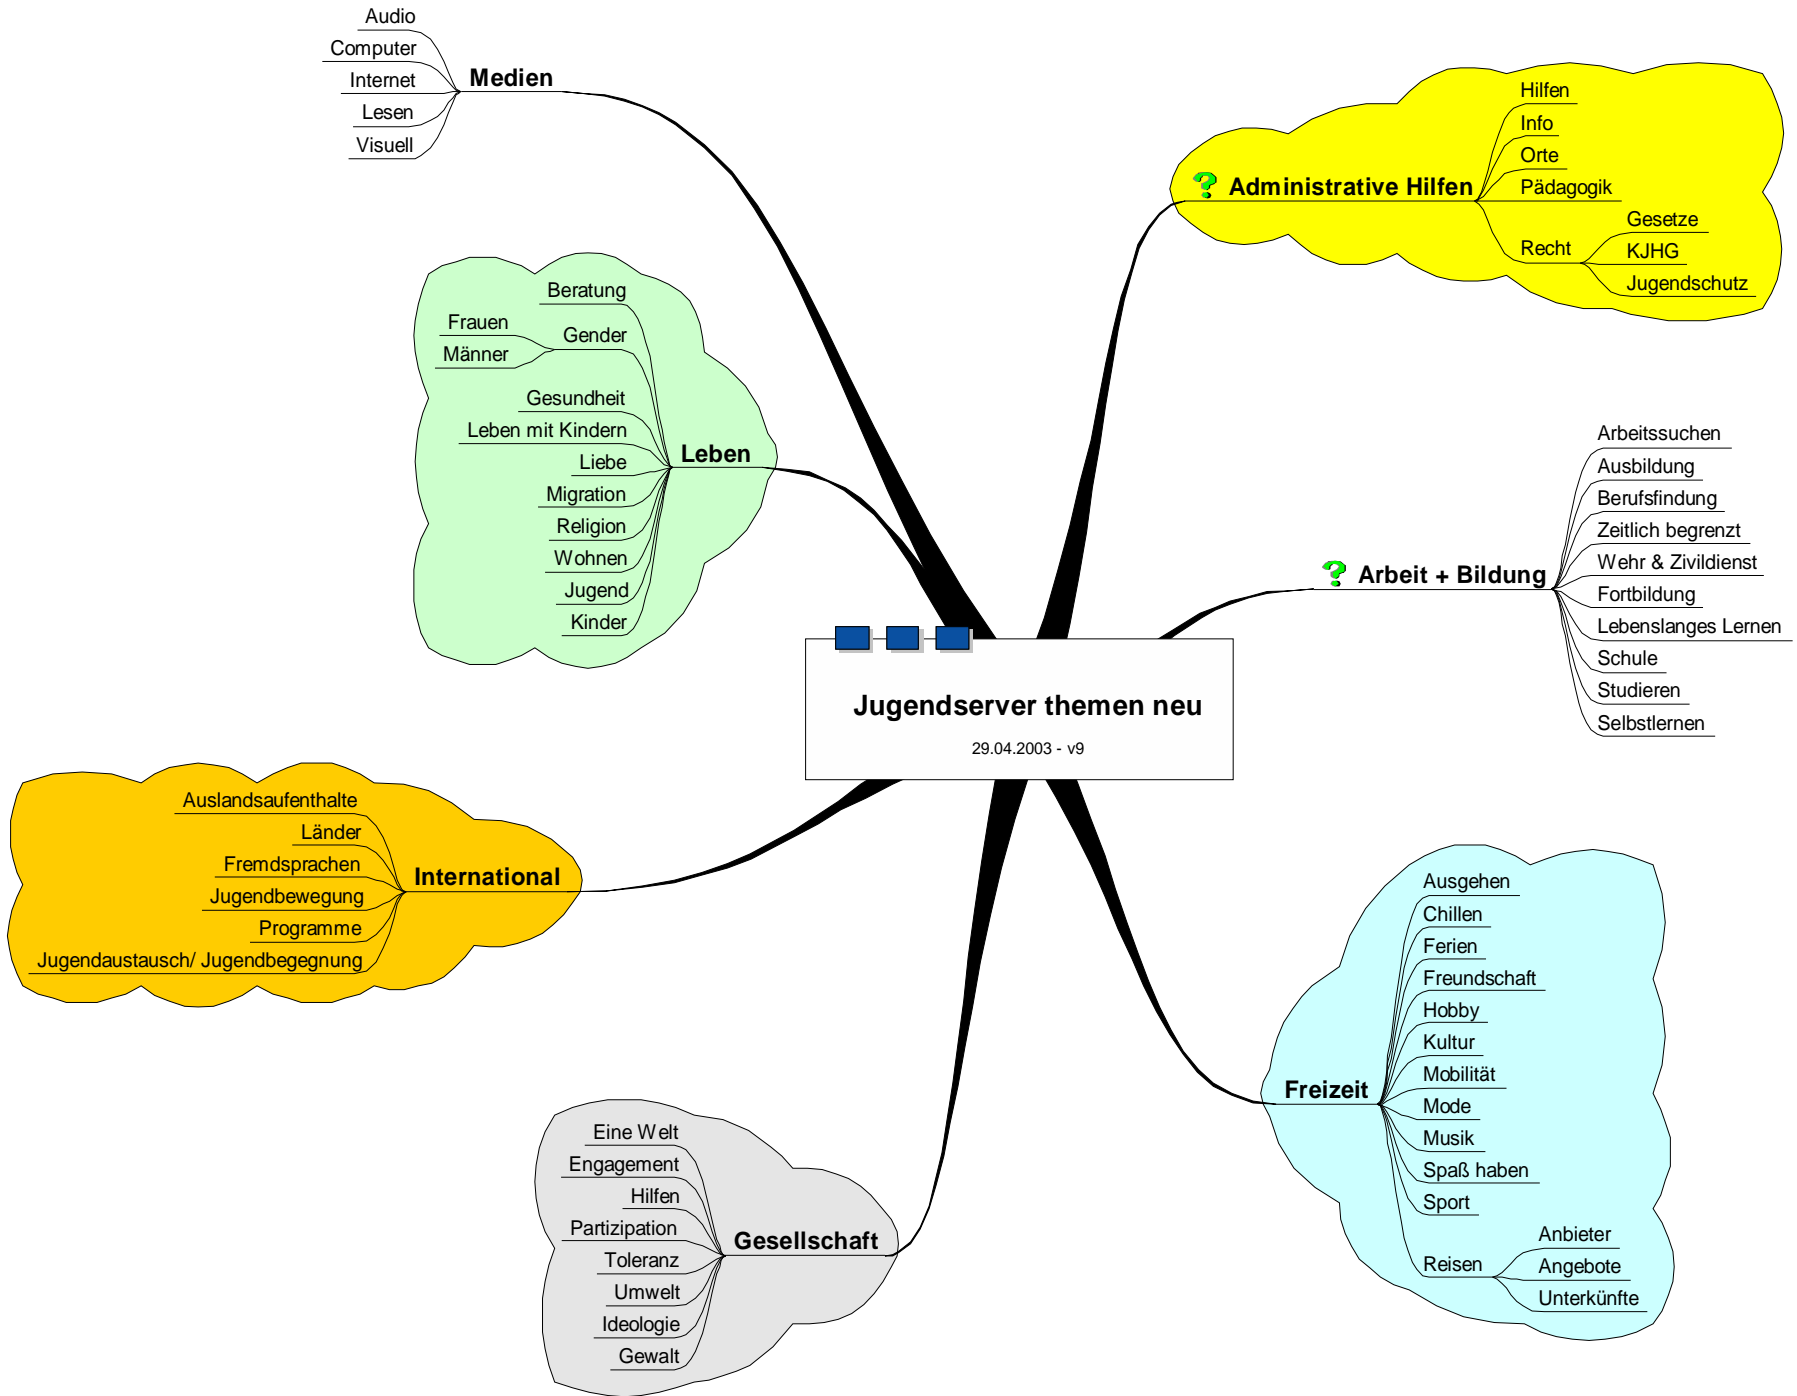 Jugendserver themen neu
29.04.2003 - v9
Administrative Hilfen
Hilfen
Info
Orte
Pädagogik
Recht
Gesetze
KJHG
Jugendschutz
Arbeit + Bildung
Arbeitssuchen
Ausbildung
Berufsfindung
Zeitlich begrenzt
Wehr & Zivildienst
Fortbildung
Lebenslanges Lernen
Schule
Studieren
Selbstlernen
Freizeit
Ausgehen
Chillen
Ferien
Freundschaft
Hobby
Kultur
Mobilität
Mode
Musik
Spaß haben
Sport
Reisen
Anbieter
Angebote
Unterkünfte
Gesellschaft
Eine Welt
Engagement
Hilfen
Partizipation
Toleranz
Umwelt
Ideologie
Gewalt
International
Auslandsaufenthalte
Länder
Fremdsprachen
Jugendbewegung
Programme
Jugendaustausch/ Jugendbegegnung
Leben
Beratung
Gender
Frauen
Männer
Gesundheit
Leben mit Kindern
Liebe
Migration
Religion
Wohnen
Jugend
Kinder
Medien
Audio
Computer
Internet
Lesen
Visuell